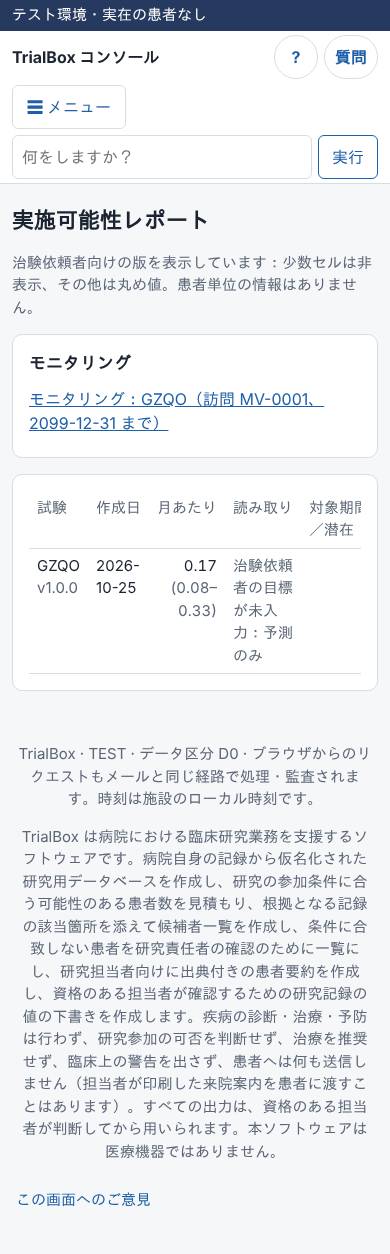 テスト環境・実在の患者なし
TrialBox コンソール
?
質問
☰ メニュー
何をしますか？
実行
実施可能性レポート
治験依頼者向けの版を表示しています：少数セルは非
表示、その他は丸め値。患者単位の情報はありませ
ん。
モニタリング
モニタリング：GZQO（訪問 MV-0001、
2099-12-31 まで）
試験 作成日 月あたり 読み取り 対象期間
／潜在
GZQO 2026- 0.17 治験依頼
v1.0.0 10-25 (0.08– 者の目標
0.33) が未入
力：予測
のみ
TrialBox · TEST · データ区分 D0 · ブラウザからのリ
クエストもメールと同じ経路で処理・監査されま
す。時刻は施設のローカル時刻です。
TrialBox は病院における臨床研究業務を支援するソ
フトウェアです。病院自身の記録から仮名化された
研究用データベースを作成し、研究の参加条件に合
う可能性のある患者数を見積もり、根拠となる記録
の該当箇所を添えて候補者一覧を作成し、条件に合
致しない患者を研究責任者の確認のために一覧に
し、研究担当者向けに出典付きの患者要約を作成
し、資格のある担当者が確認するための研究記録の
値の下書きを作成します。疾病の診断・治療・予防
は行わず、研究参加の可否を判断せず、治療を推奨
せず、臨床上の警告を出さず、患者へは何も送信し
ません（担当者が印刷した来院案内を患者に渡すこ
とはあります）。すべての出力は、資格のある担当
者が判断してから用いられます。本ソフトウェアは
医療機器ではありません。
この画面へのご意見